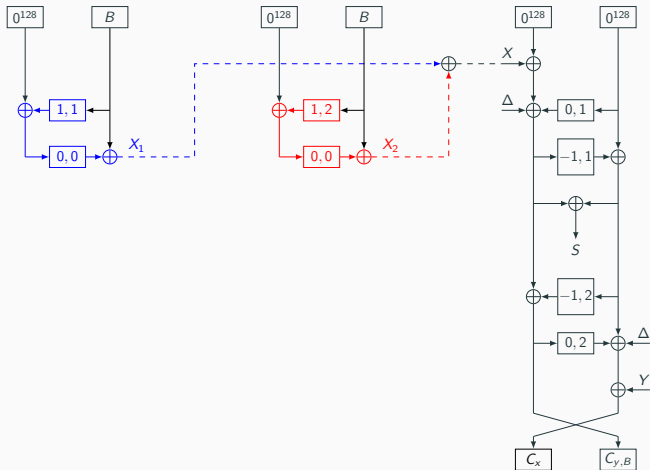 0^128 B 0^128 B 0^128 0^128
X
Δ
1,1 1,2 0,1
X_1 X_2
0,0 0,0 −1,1
S
−1,2
0,2 Δ
Y
C_x C_{y,B}